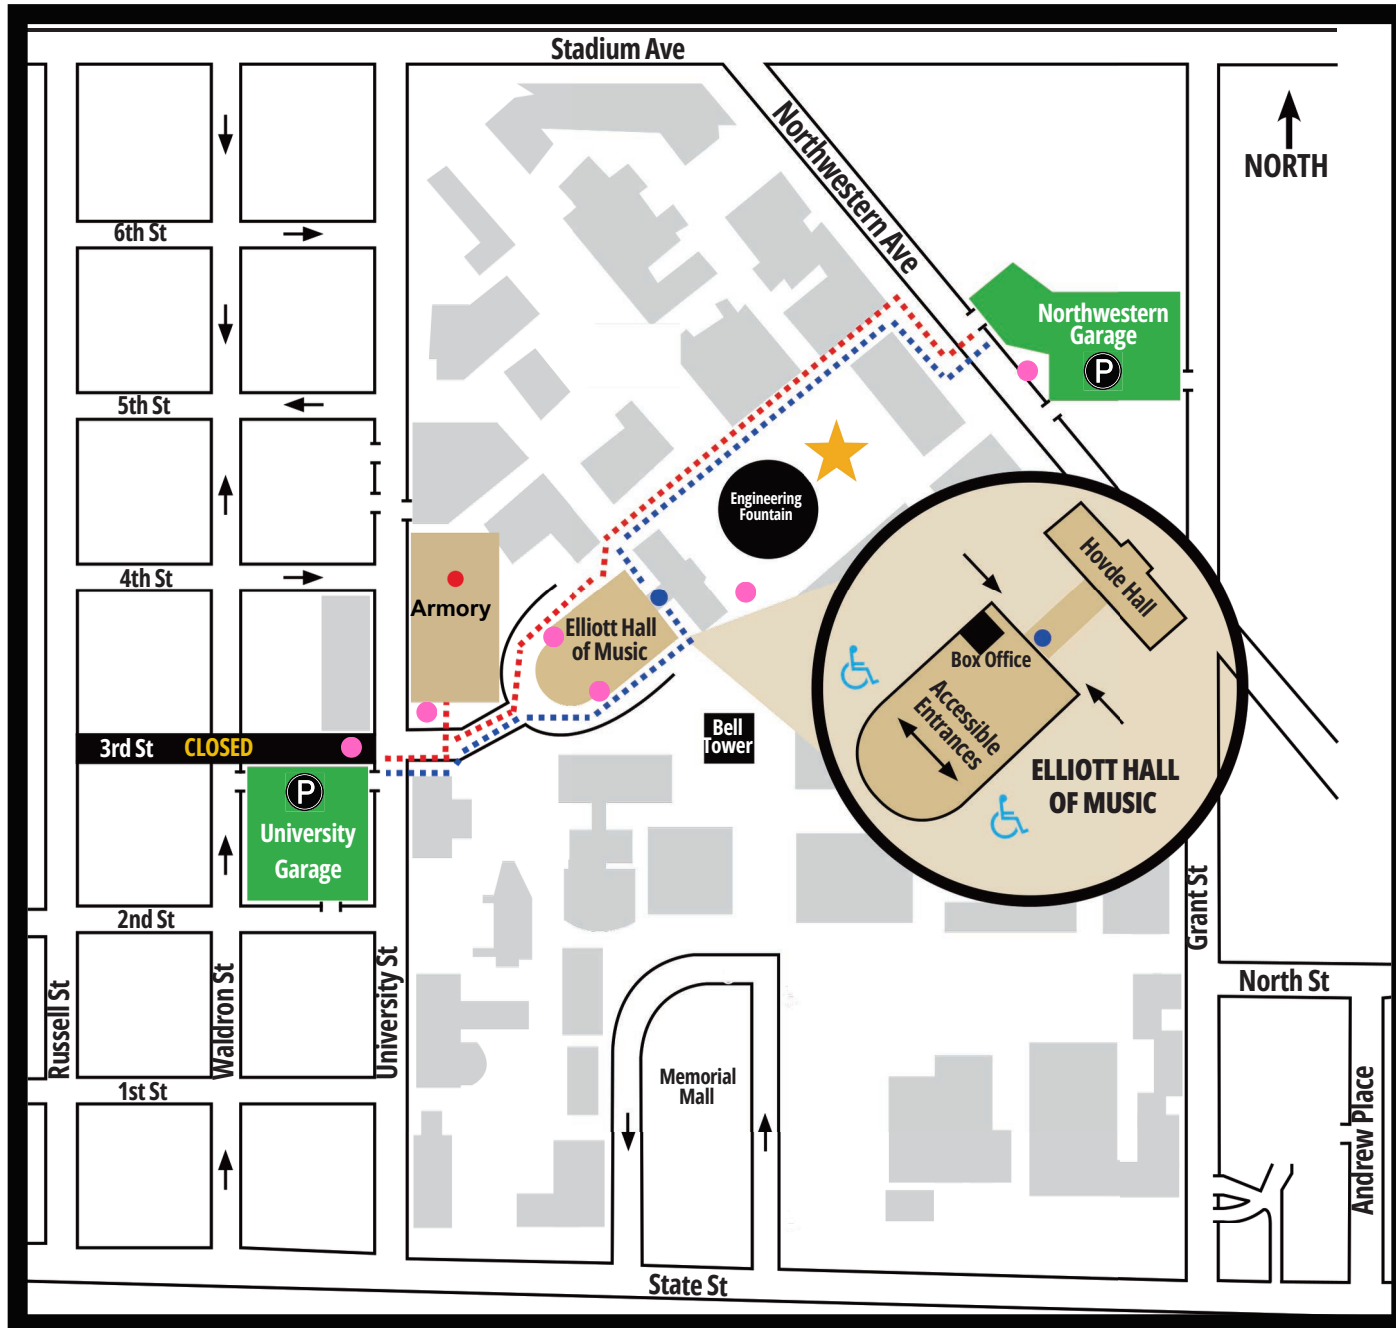 Stadium Ave
Northwestern Ave
NORTH
6th St
Northwestern
Garage
P
5th St
Engineering
Fountain
4th St
Armory
Elliott Hall
of Music
Hovde Hall
Box Office
Accessible
Entrances
ELLIOTT HALL
OF MUSIC
3rd St CLOSED
Bell
Tower
P
University
Garage
2nd St
Grant St
North St
Russell St
Waldron St
University St
1st St
Memorial
Mall
Andrew Place
State St